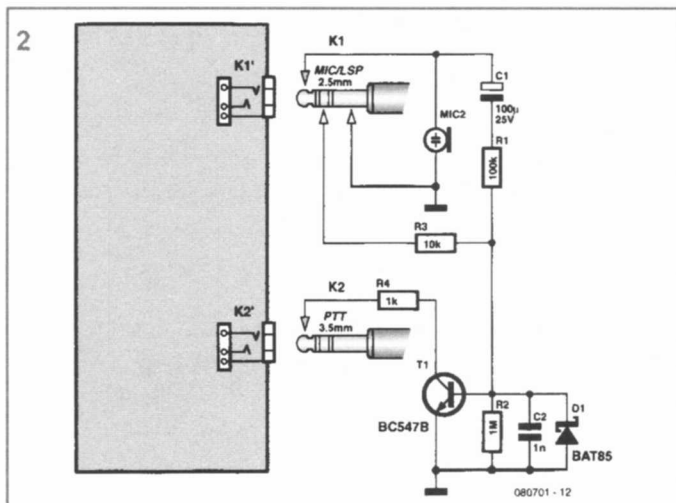 2
K1
K1'
MIC/LSP
2.5mm
C1
100µ
25V
MIC2
R1
100k
R3
10k
K2
R4
1k
K2'
PTT
3.5mm
T1
BC547B
R2
1M
C2
1n
D1
BAT85
080701 - 12